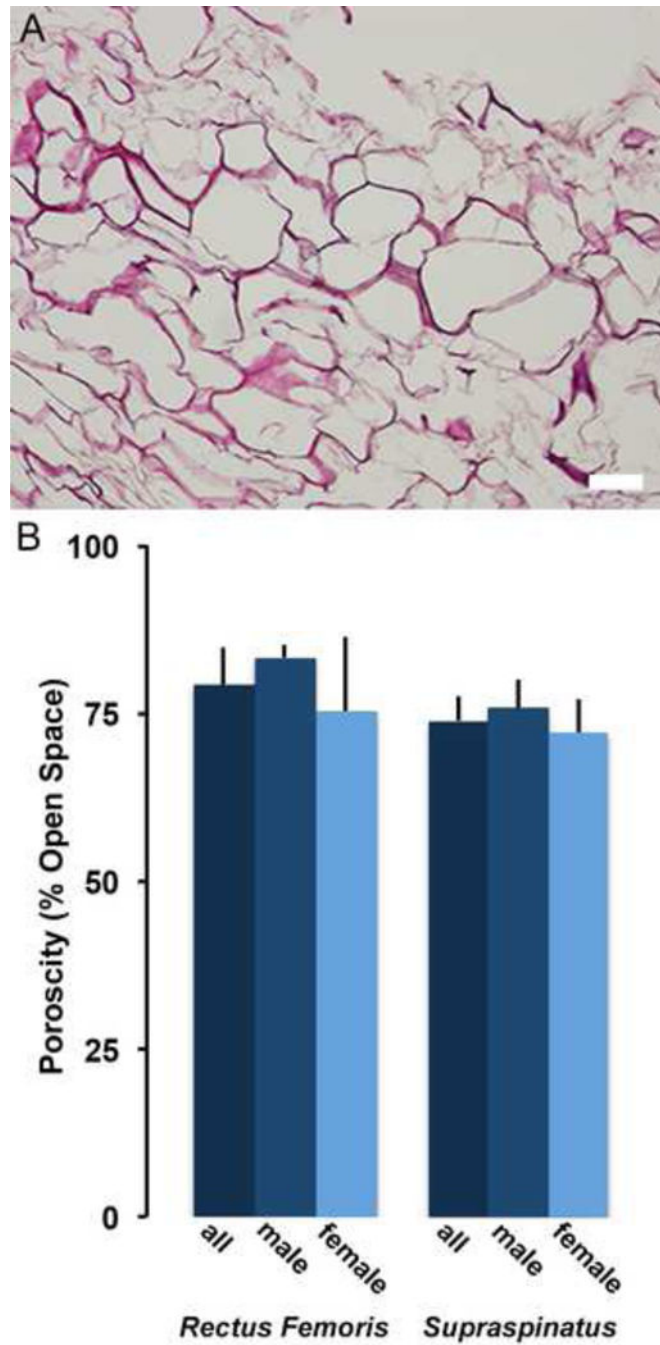 A
B
Poroscity (% Open Space)
100
75
50
25
0
all male female all male female
Rectus Femoris Supraspinatus